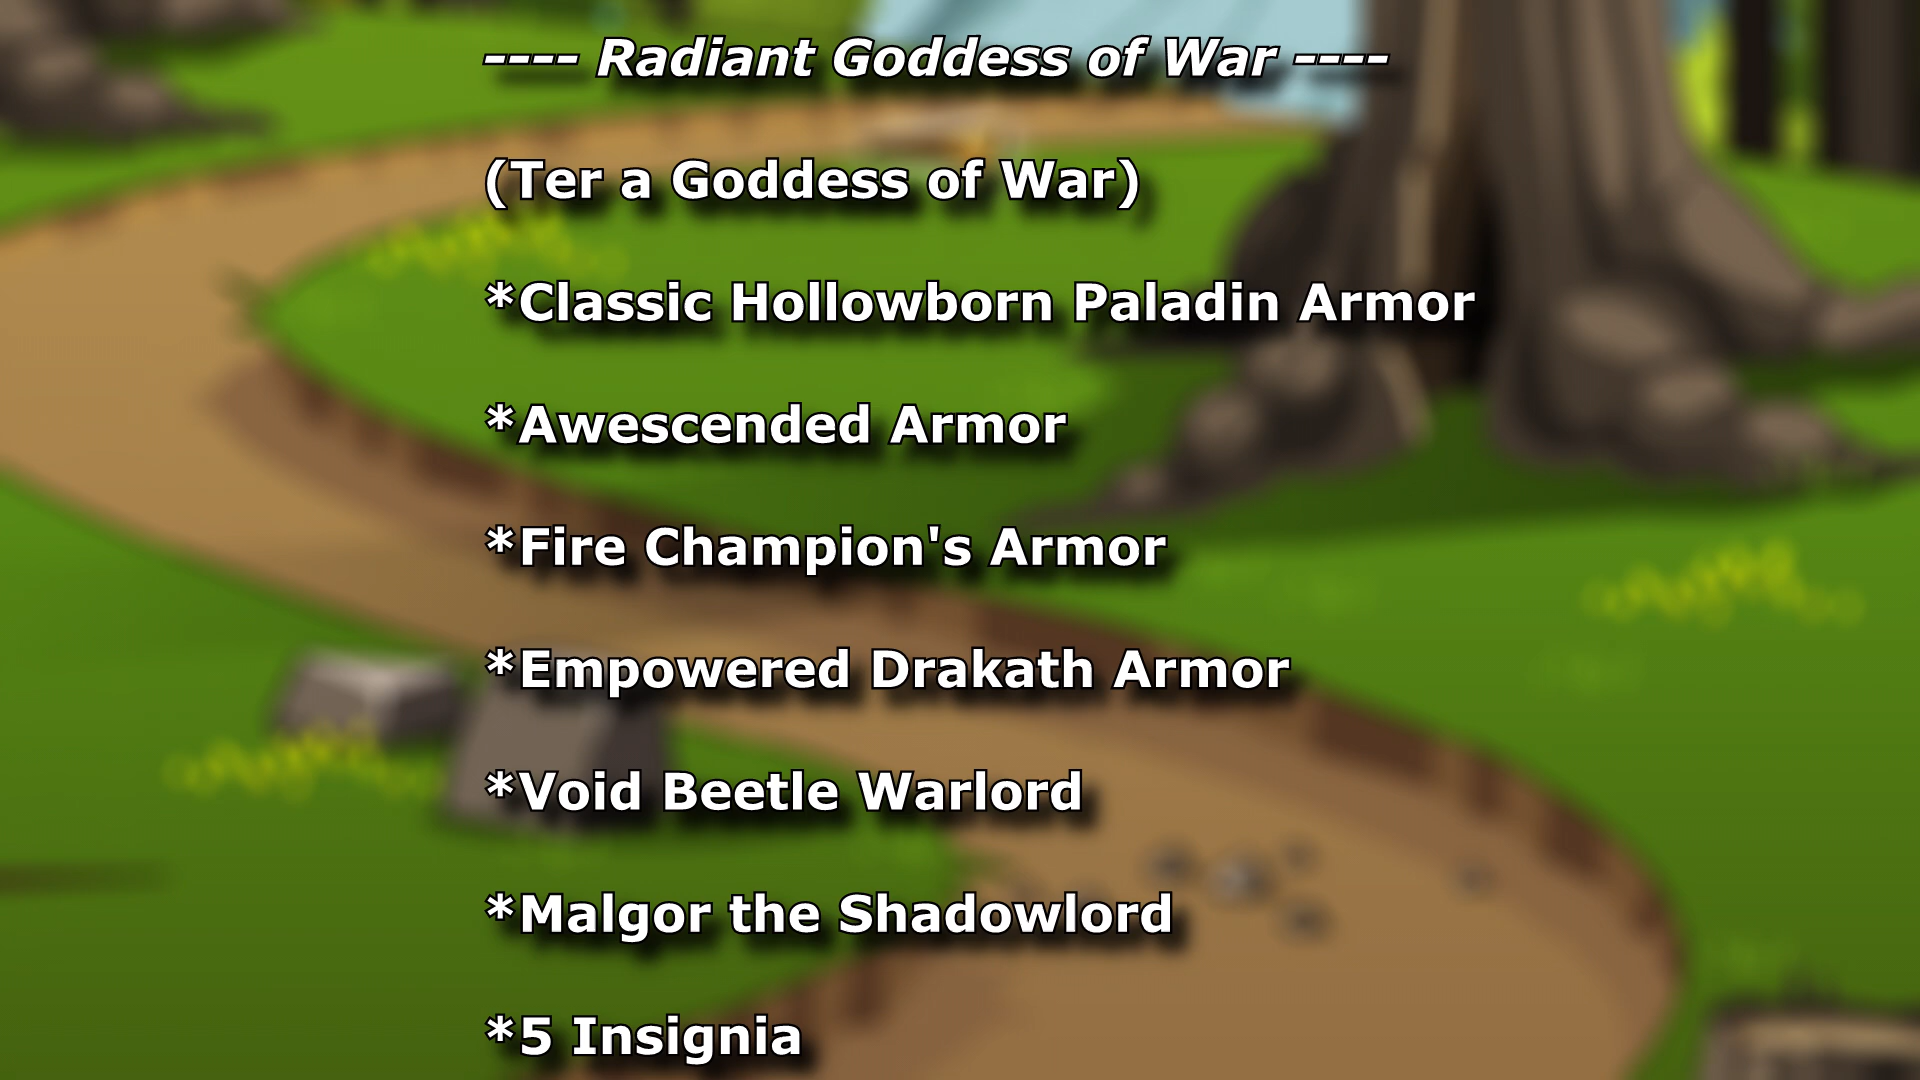 ---- Radiant Goddess of War ----
(Ter a Goddess of War)
*Classic Hollowborn Paladin Armor
*Awescended Armor
*Fire Champion's Armor
*Empowered Drakath Armor
*Void Beetle Warlord
*Malgor the Shadowlord
*5 Insignia